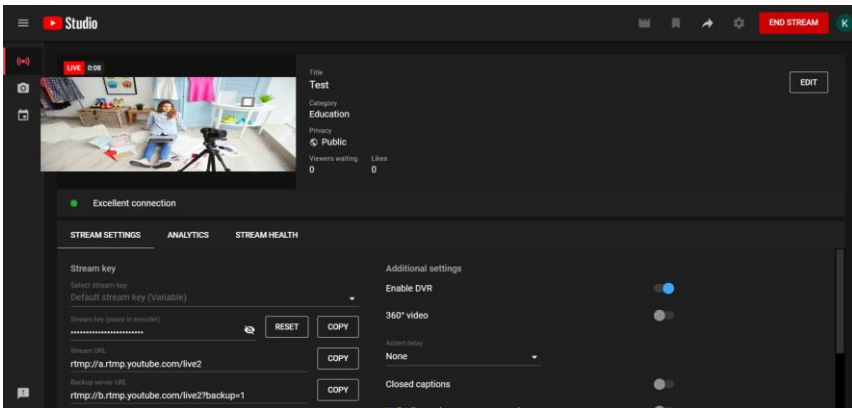 Studio
END STREAM
K
LIVE 0:08
Title
Test
EDIT
Category
Education
Privacy
Public
Viewers waiting Likes
0 0
Excellent connection
STREAM SETTINGS ANALYTICS STREAM HEALTH
Stream key
Select stream key
Default stream key (Variable)
Stream key (paste in encoder)
•••••••••••••••••••••••
RESET COPY
Stream URL
rtmp://a.rtmp.youtube.com/live2
COPY
Backup server URL
rtmp://b.rtmp.youtube.com/live2?backup=1
COPY
Additional settings
Enable DVR
360° video
Added delay
None
Closed captions